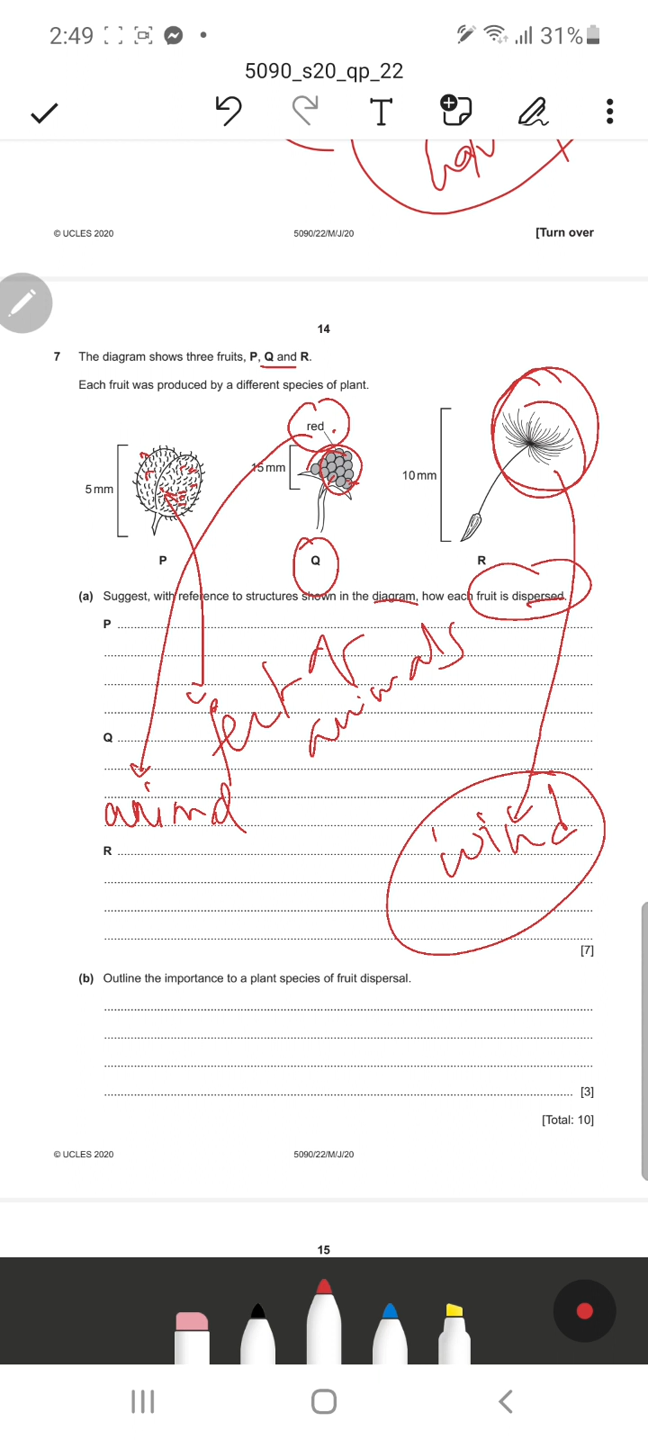 2:49 31%
5090_s20_qp_22
T
© UCLES 2020 5090/22/M/J/20 [Turn over
14
7 The diagram shows three fruits, P, Q and R.
Each fruit was produced by a different species of plant.
red
5 mm 15 mm 10 mm
P Q R
(a) Suggest, with reference to structures shown in the diagram, how each fruit is dispersed.
P
animals
Q
animal
wind
R
[7]
(b) Outline the importance to a plant species of fruit dispersal.
[3]
[Total: 10]
© UCLES 2020 5090/22/M/J/20
15